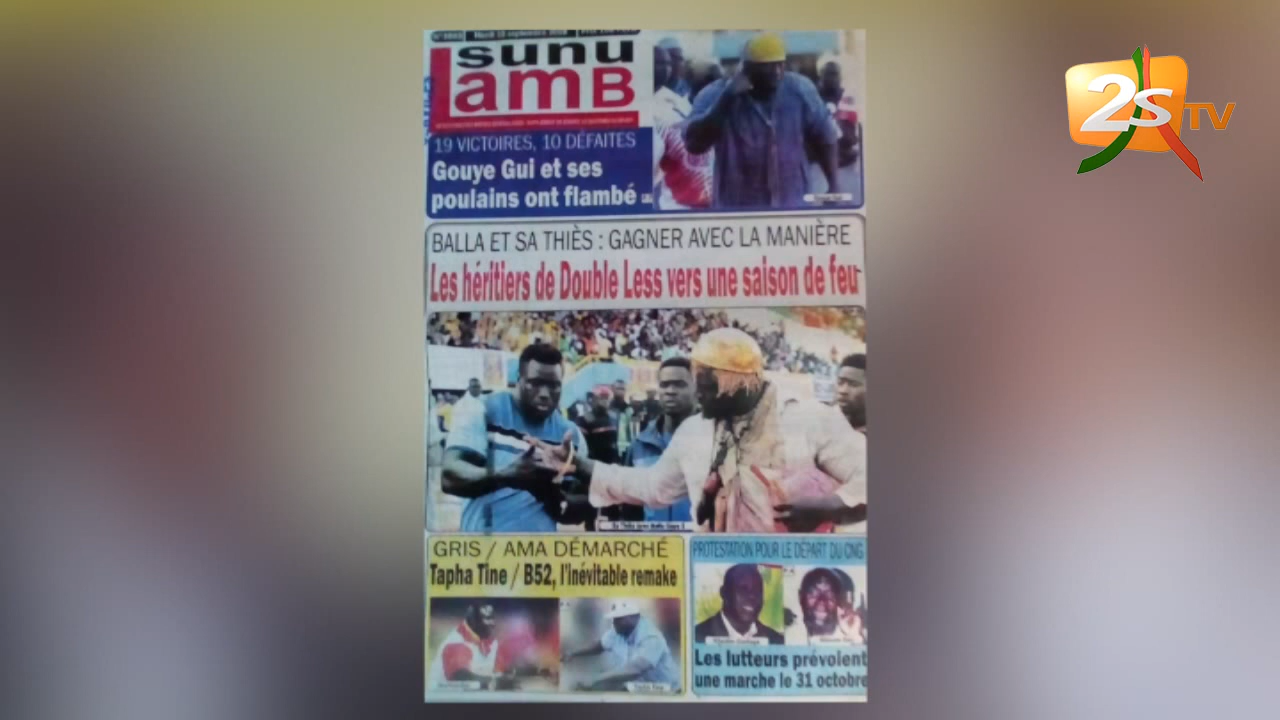 sunu
Lamb
19 VICTOIRES, 10 DÉFAITES
Gouye Gui et ses
poulains ont flambé
BALLA ET SA THIÈS : GAGNER AVEC LA MANIÈRE
Les héritiers de Double Less vers une saison de feu
GRIS / AMA DÉMARCHÉ
Tapha Tine / B52, l'inévitable remake
PROTESTATION POUR LE DÉPART DU CNG
Les lutteurs prévoient
une marche le 31 octobre
2STV